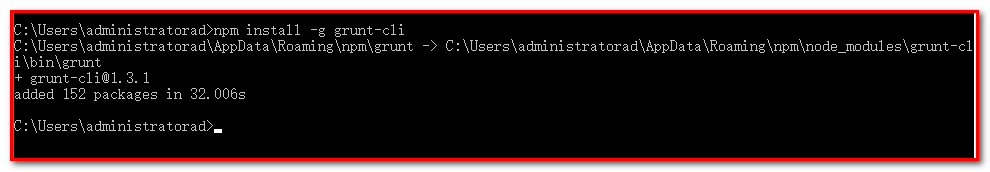 C:\Users\administratorad>npm install -g grunt-cli
C:\Users\administratorad\AppData\Roaming\npm\grunt -> C:\Users\administratorad\AppData\Roaming\npm\node_modules\grunt-cl
i\bin\grunt
+ grunt-cli@1.3.1
added 152 packages in 32.006s
C:\Users\administratorad>